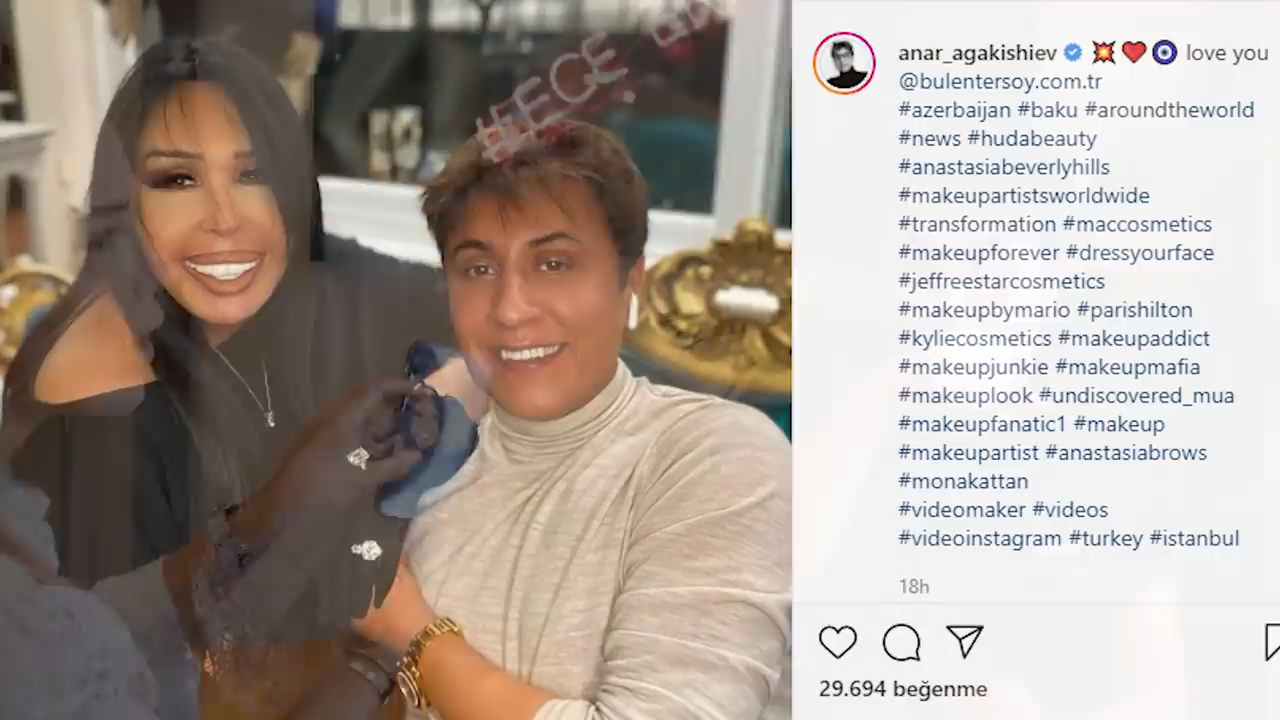 #EGE
anar_agakishiev 💥❤️🧿 love you
@bulentersoy.com.tr
#azerbaijan #baku #aroundtheworld
#news #hudabeauty
#anastasiabeverlyhills
#makeupartistsworldwide
#transformation #maccosmetics
#makeupforever #dressyourface
#jeffreestarcosmetics
#makeupbymario #parishilton
#kyliecosmetics #makeupaddict
#makeupjunkie #makeupmafia
#makeuplook #undiscovered_mua
#makeupfanatic1 #makeup
#makeupartist #anastasiabrows
#monakattan
#videomaker #videos
#videoinstagram #turkey #istanbul
18h
29.694 beğenme